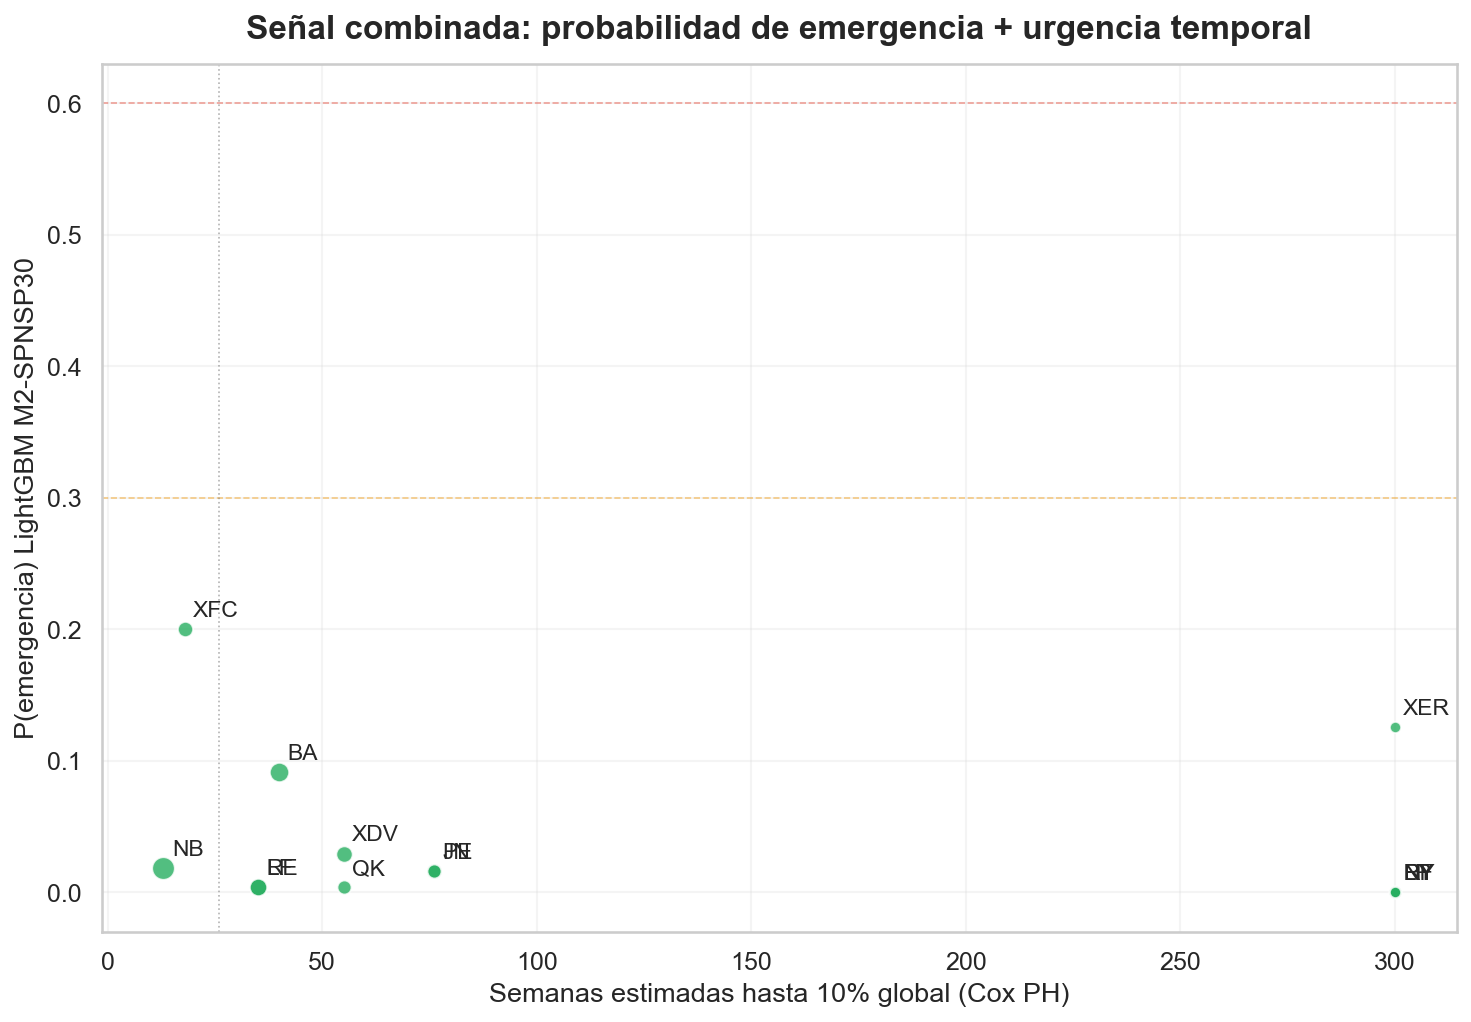 Señal combinada: probabilidad de emergencia + urgencia temporal
P(emergencia) LightGBM M2-SPNSP30
0.6
0.5
0.4
0.3
0.2
0.1
0.0
XFC
XER
BA
XDV
NB
QK
0
50
100
150
200
250
300
Semanas estimadas hasta 10% global (Cox PH)